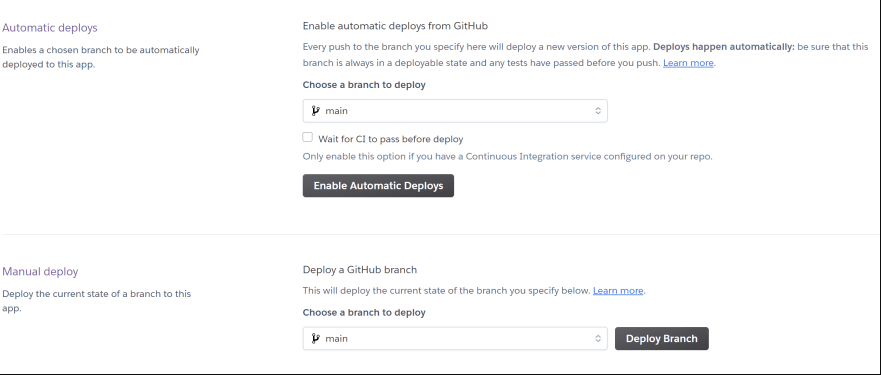 Automatic deploys
Enables a chosen branch to be automatically
deployed to this app.
Enable automatic deploys from GitHub
Every push to the branch you specify here will deploy a new version of this app. Deploys happen automatically: be sure that this
branch is always in a deployable state and any tests have passed before you push. Learn more.
Choose a branch to deploy
main
Wait for CI to pass before deploy
Only enable this option if you have a Continuous Integration service configured on your repo.
Enable Automatic Deploys
Manual deploy
Deploy the current state of a branch to this
app.
Deploy a GitHub branch
This will deploy the current state of the branch you specify below. Learn more.
Choose a branch to deploy
main
Deploy Branch